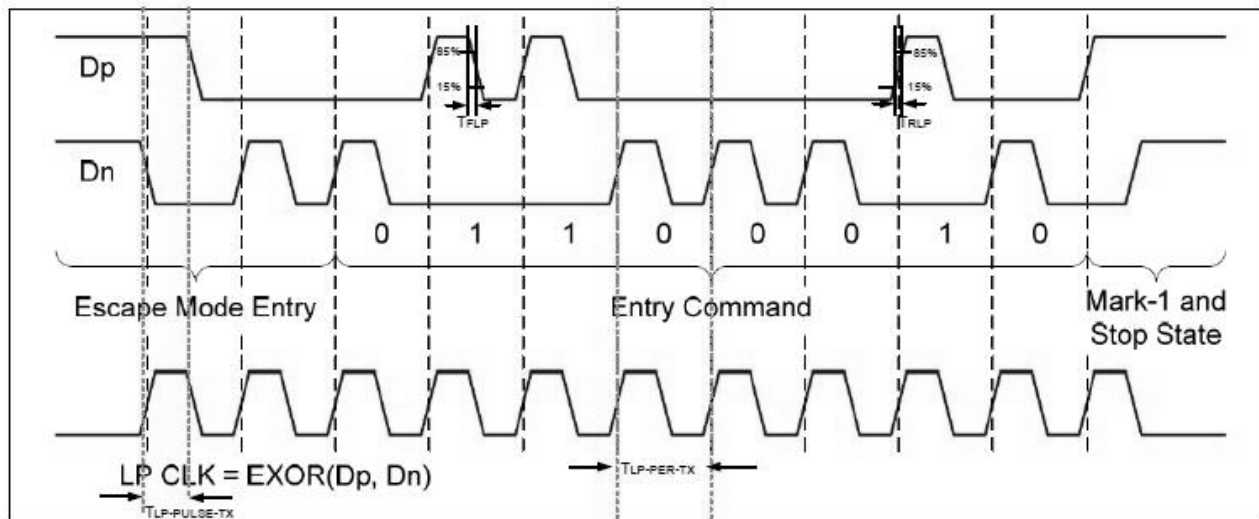 Dp
85%
85%
15%
15%
TFLP
TRLP
Dn
0 1 1 0 0 0 1 0
Escape Mode Entry
Entry Command
Mark-1 and
Stop State
LP CLK = EXOR(Dp, Dn)
TLP-PER-TX
TLP-PULSE-TX